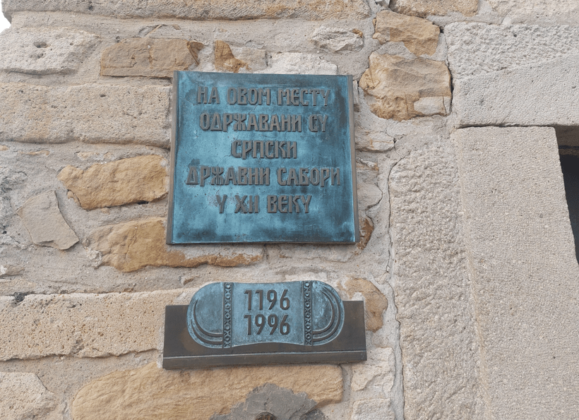 НА ОВОМ МЕСТУ
ОДРЖАВАНИ СУ
СРПСКИ
ДРЖАВНИ САБОРИ
У XII ВЕКУ
1196
1996